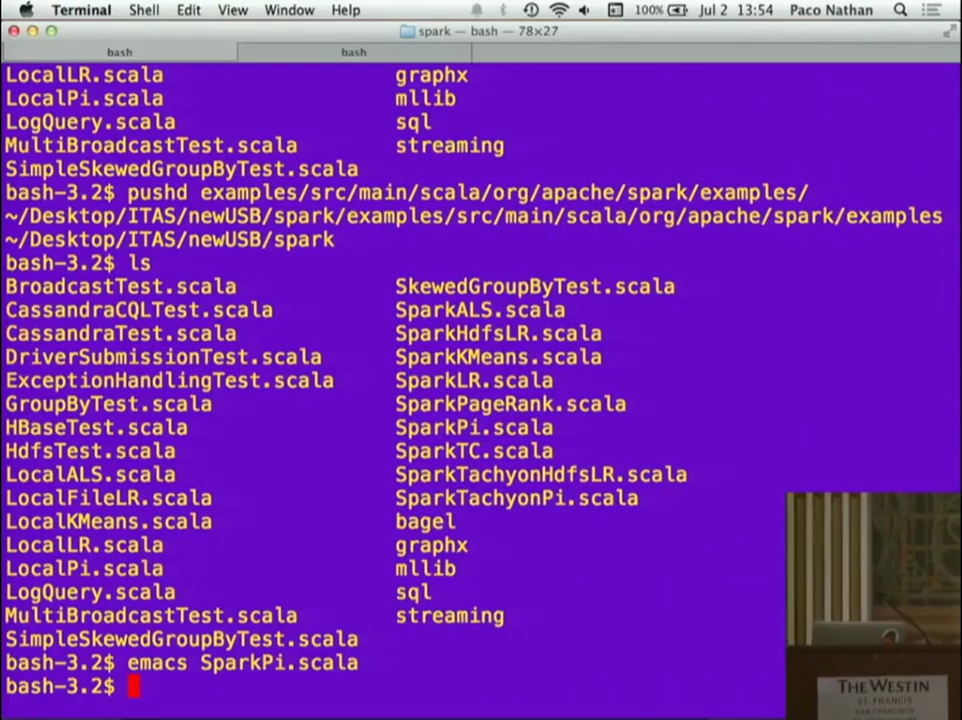 Terminal Shell Edit View Window Help 100% Jul 2 13:54 Paco Nathan
spark — bash — 78×27
bash bash
LocalLR.scala graphx
LocalPi.scala mllib
LogQuery.scala sql
MultiBroadcastTest.scala streaming
SimpleSkewedGroupByTest.scala
bash-3.2$ pushd examples/src/main/scala/org/apache/spark/examples/
~/Desktop/ITAS/newUSB/spark/examples/src/main/scala/org/apache/spark/examples
~/Desktop/ITAS/newUSB/spark
bash-3.2$ ls
BroadcastTest.scala SkewedGroupByTest.scala
CassandraCQLTest.scala SparkALS.scala
CassandraTest.scala SparkHdfsLR.scala
DriverSubmissionTest.scala SparkKMeans.scala
ExceptionHandlingTest.scala SparkLR.scala
GroupByTest.scala SparkPageRank.scala
HBaseTest.scala SparkPi.scala
HdfsTest.scala SparkTC.scala
LocalALS.scala SparkTachyonHdfsLR.scala
LocalFileLR.scala SparkTachyonPi.scala
LocalKMeans.scala bagel
LocalLR.scala graphx
LocalPi.scala mllib
LogQuery.scala sql
MultiBroadcastTest.scala streaming
SimpleSkewedGroupByTest.scala
bash-3.2$ emacs SparkPi.scala
bash-3.2$
THE WESTIN
ST. FRANCIS
SAN FRANCISCO